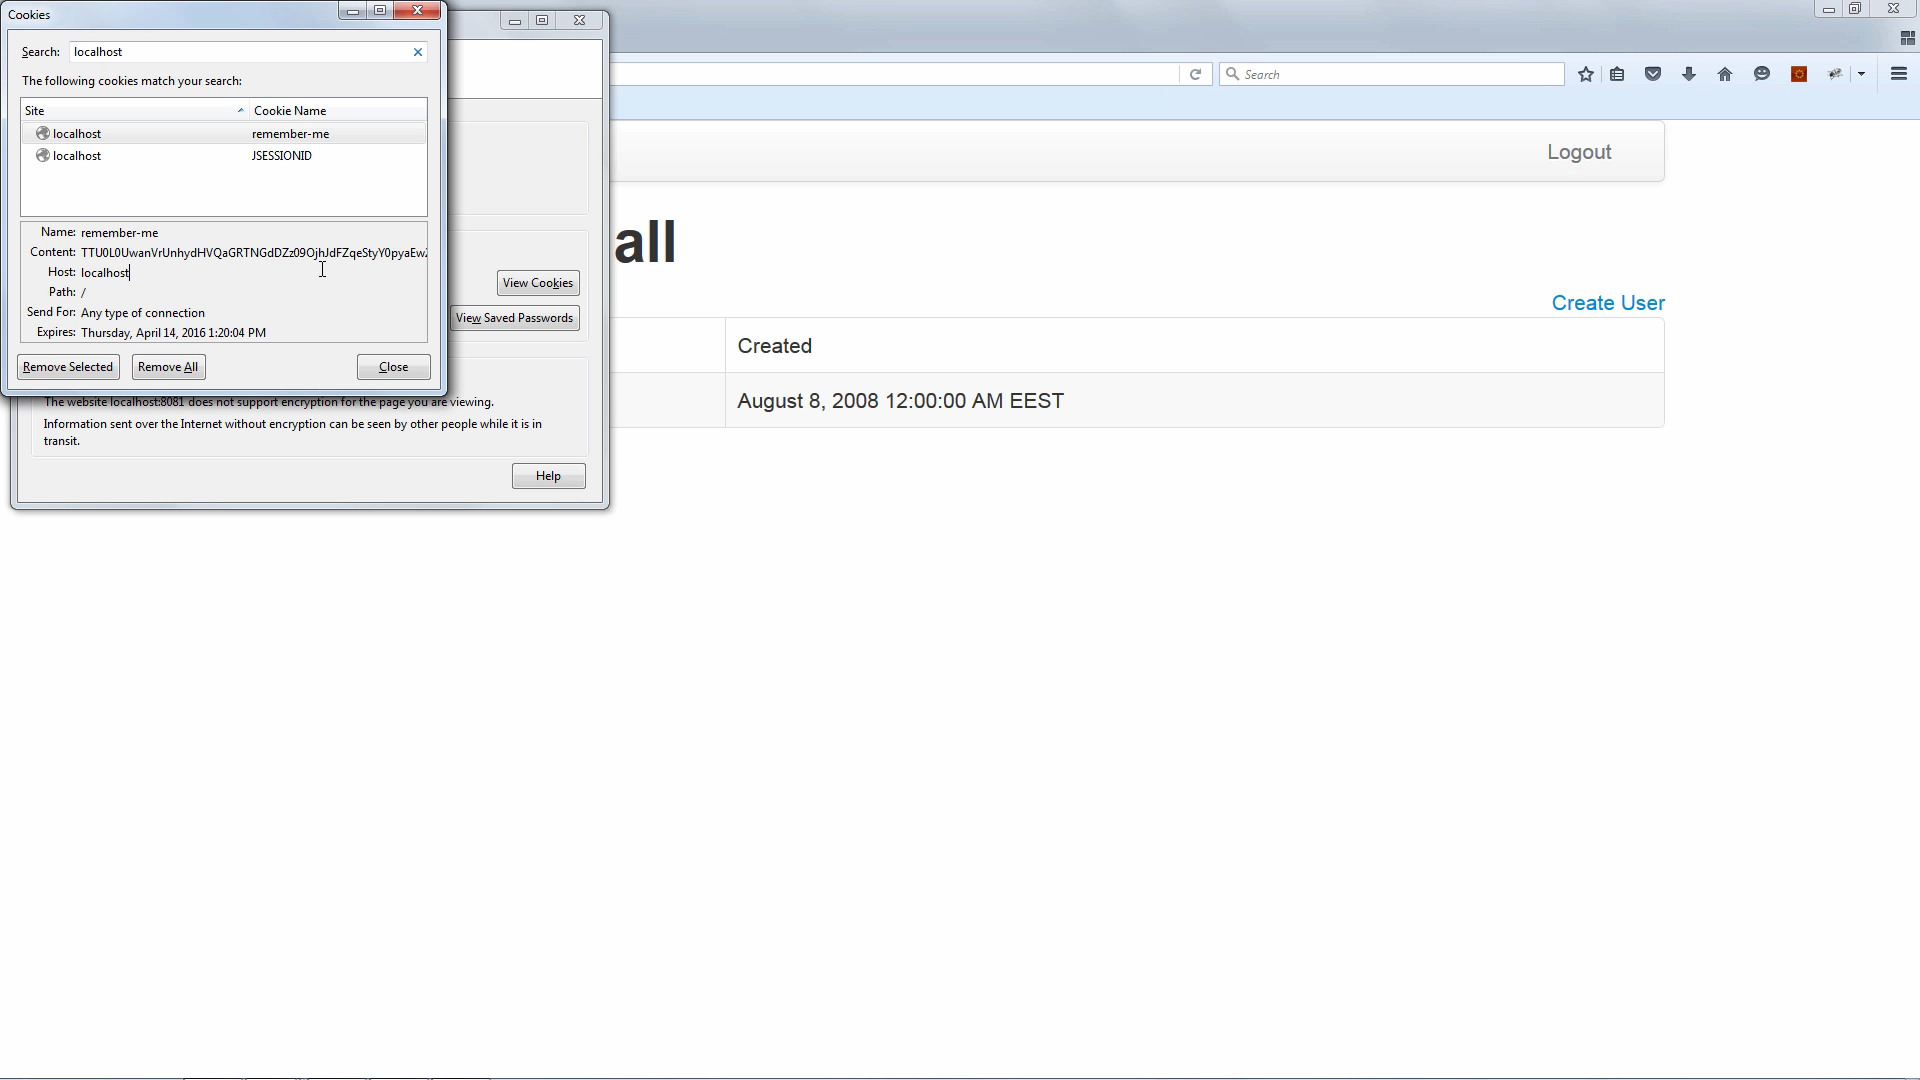 Cookies
Search: localhost
The following cookies match your search:
Site Cookie Name
localhost remember-me
localhost JSESSIONID
Name: remember-me
Content: TTU0L0UwanVrUnhydHVQaGRTNGdDZz09OjhJdFZqeStyY0pyaEw
Host: localhost
Path: /
Send For: Any type of connection
Expires: Thursday, April 14, 2016 1:20:04 PM
Remove Selected Remove All Close
View Cookies
View Saved Passwords
The website localhost:8081 does not support encryption for the page you are viewing.
Information sent over the Internet without encryption can be seen by other people while it is in
transit.
Help
Search
Logout
all
Create User
Created
August 8, 2008 12:00:00 AM EEST